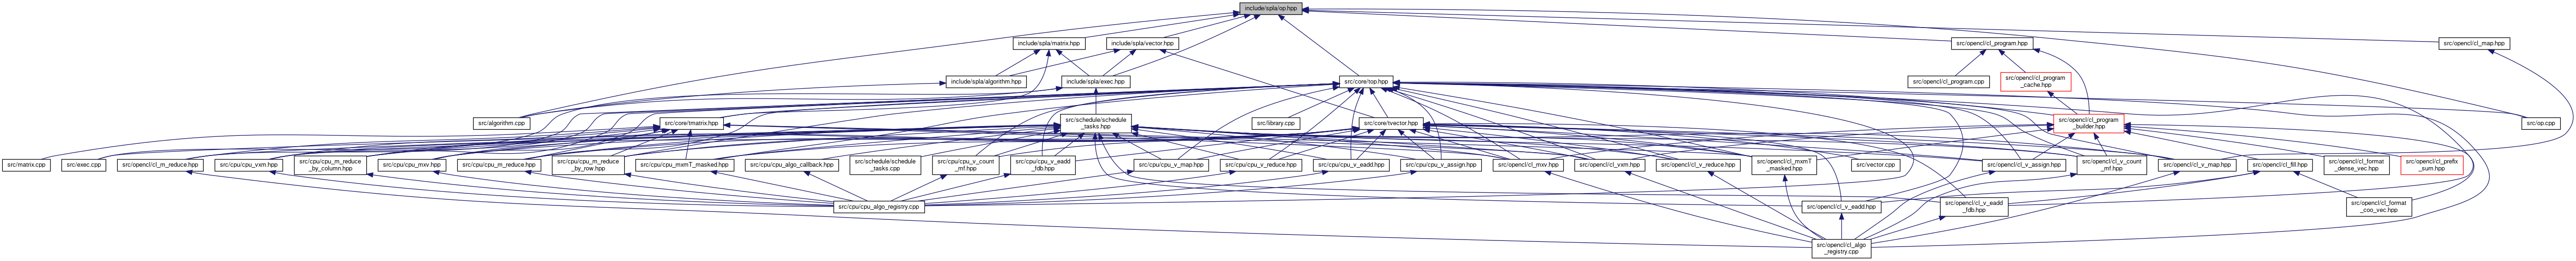 include/spla/op.hpp
include/spla/matrix.hpp
include/spla/vector.hpp
src/opencl/cl_program.hpp
src/opencl/cl_map.hpp
include/spla/algorithm.hpp
include/spla/exec.hpp
src/core/top.hpp
src/opencl/cl_program.cpp
src/opencl/cl_program
_cache.hpp
src/algorithm.cpp
src/core/tmatrix.hpp
src/schedule/schedule
_tasks.hpp
src/library.cpp
src/core/tvector.hpp
src/opencl/cl_program
_builder.hpp
src/op.cpp
src/matrix.cpp
src/exec.cpp
src/opencl/cl_m_reduce.hpp
src/cpu/cpu_vxm.hpp
src/cpu/cpu_m_reduce
_by_column.hpp
src/cpu/cpu_mxv.hpp
src/cpu/cpu_m_reduce.hpp
src/cpu/cpu_m_reduce
_by_row.hpp
src/cpu/cpu_mxmT_masked.hpp
src/cpu/cpu_algo_callback.hpp
src/schedule/schedule
_tasks.cpp
src/cpu/cpu_v_count
_mf.hpp
src/cpu/cpu_v_eadd
_fdb.hpp
src/cpu/cpu_v_map.hpp
src/cpu/cpu_v_reduce.hpp
src/cpu/cpu_v_eadd.hpp
src/cpu/cpu_v_assign.hpp
src/opencl/cl_mxv.hpp
src/opencl/cl_vxm.hpp
src/opencl/cl_v_reduce.hpp
src/opencl/cl_mxmT
_masked.hpp
src/vector.cpp
src/opencl/cl_v_assign.hpp
src/opencl/cl_v_count
_mf.hpp
src/opencl/cl_v_map.hpp
src/opencl/cl_fill.hpp
src/opencl/cl_format
_dense_vec.hpp
src/opencl/cl_prefix
_sum.hpp
src/cpu/cpu_algo_registry.cpp
src/opencl/cl_v_eadd.hpp
src/opencl/cl_v_eadd
_fdb.hpp
src/opencl/cl_format
_coo_vec.hpp
src/opencl/cl_algo
_registry.cpp